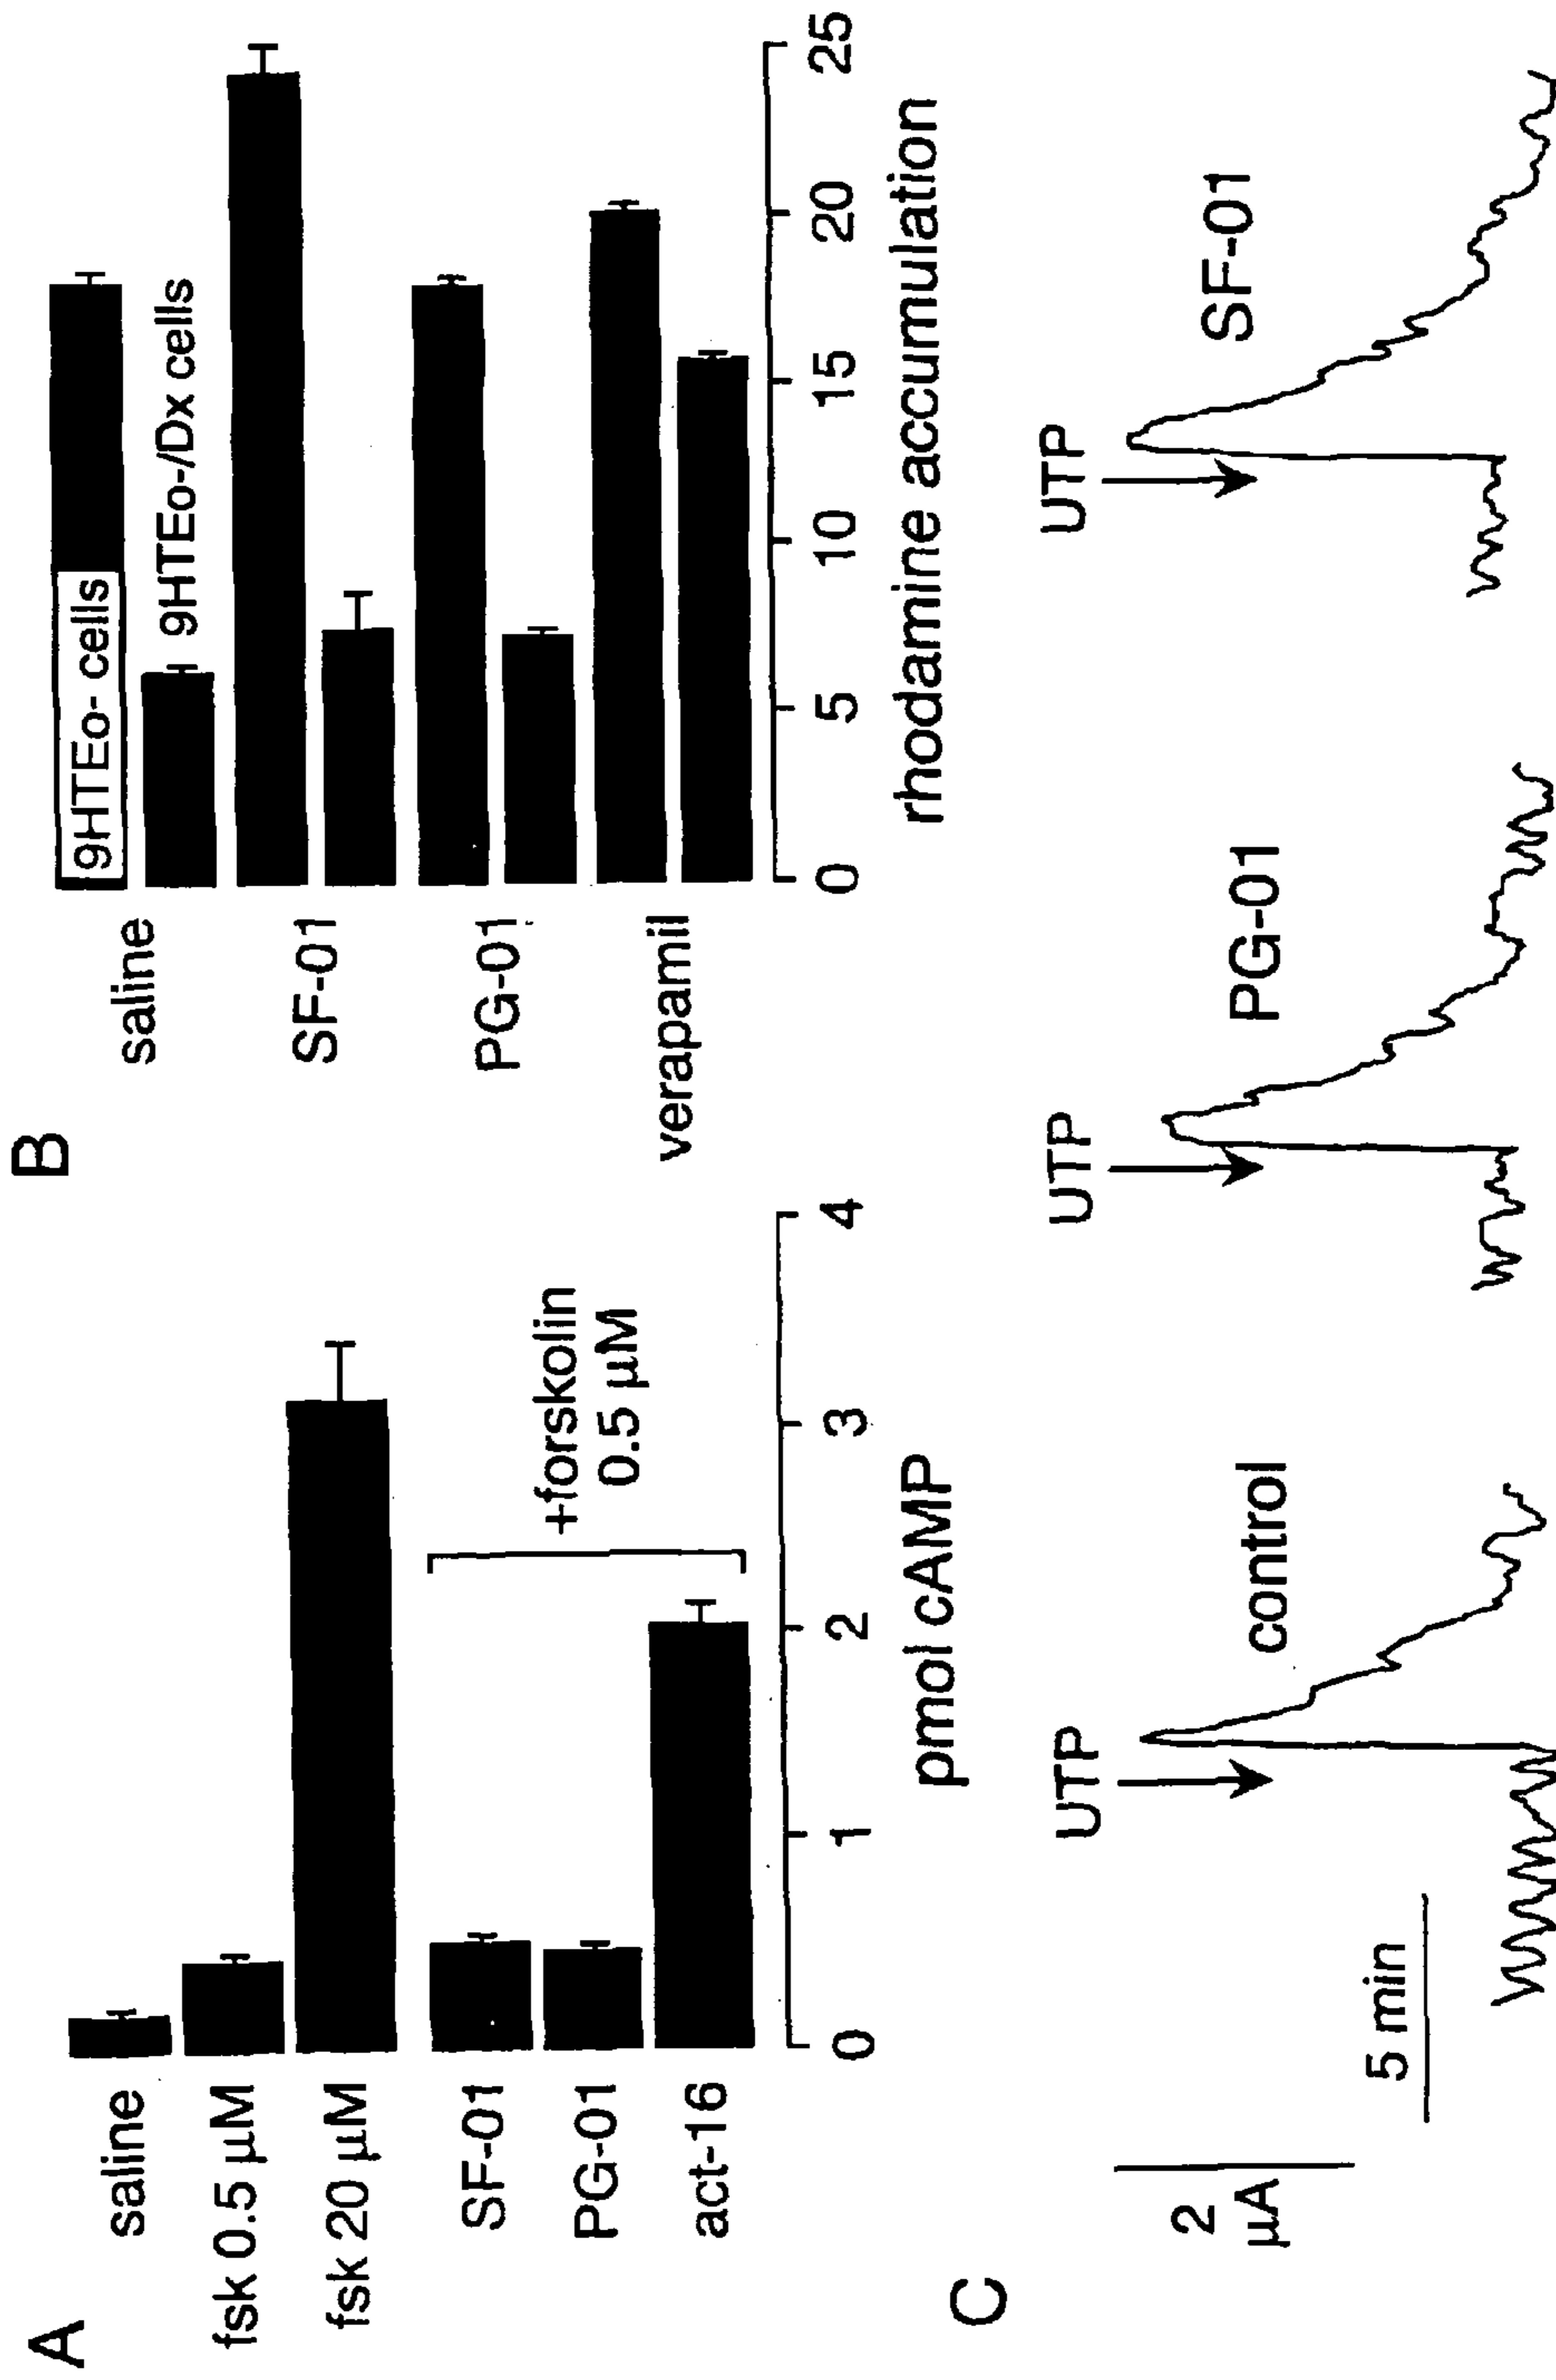 A
saline
fsk 0.5 µM
fsk 20 µM
SF-01
PG-01
act-16
+forskolin
0.5 µM
0 1 2 3 4
pmol cAMP
B
saline
SF-01
PG-01
verapamil
9HTEo- cells
9HTEo-/Dx cells
0 5 10 15 20 25
rhodamine accumulation
C
2
µA
5 min
UTP
control
UTP
PG-01
UTP
SF-01